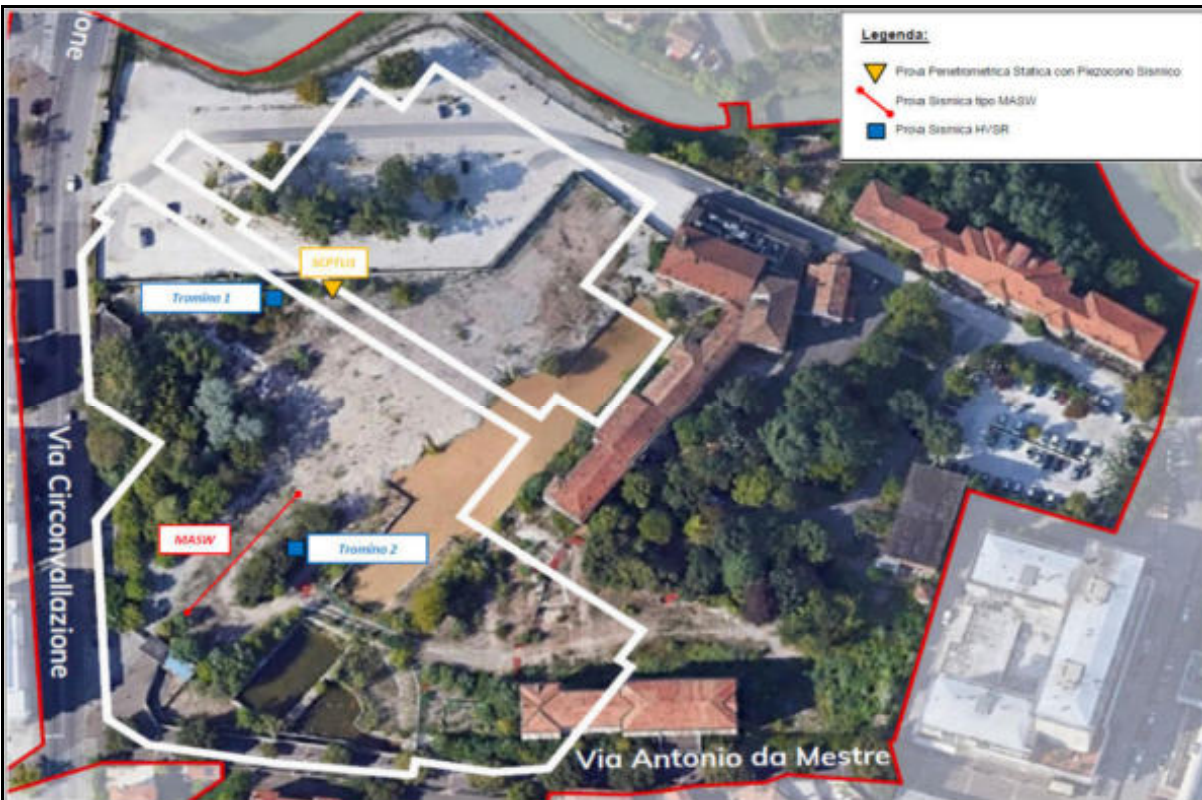 one
Legenda:
Prova Penetrometrica Statica con Piezocono Sismico
Prova Sismica tipo MASW
Prova Sismica HVSR
Tromino 1
MASW
Tromino 2
Via Circonvallazione
Via Antonio da Mestre